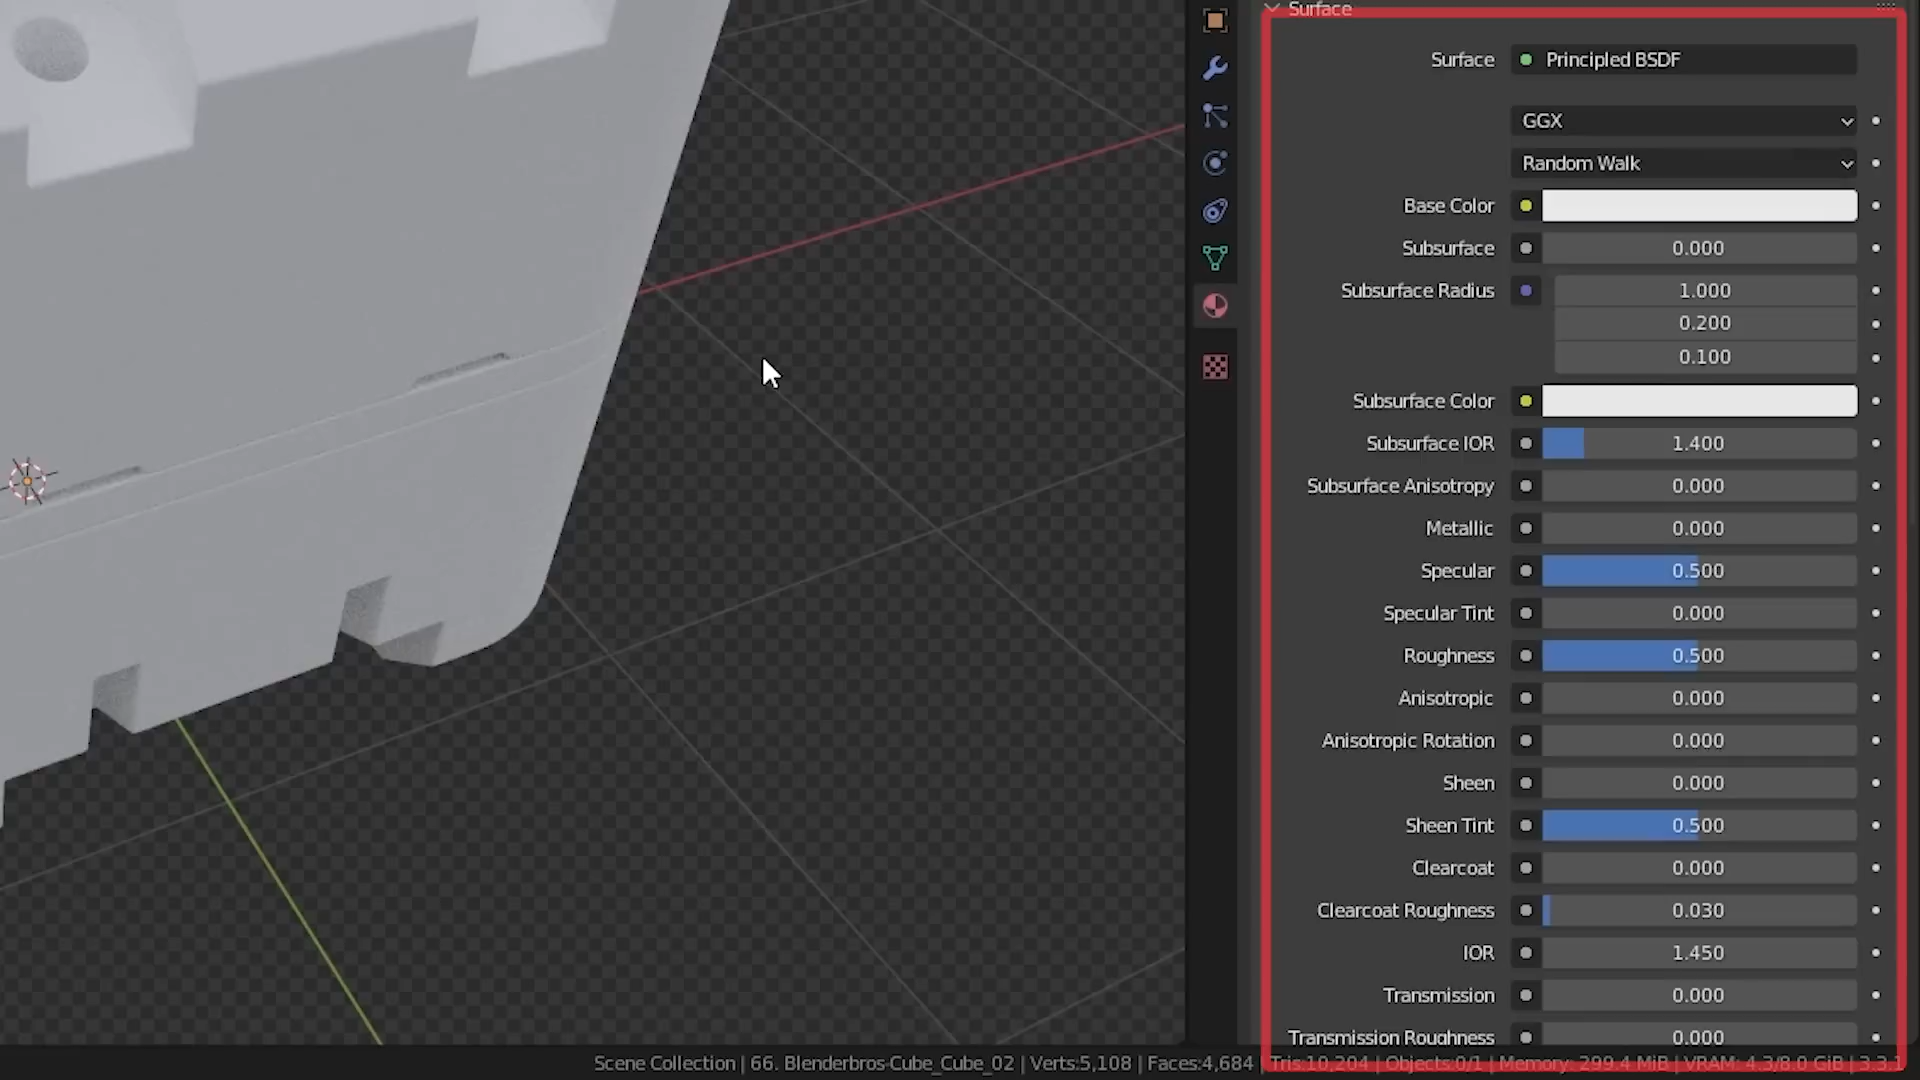 Surface
Surface Principled BSDF
GGX
Random Walk
Base Color
Subsurface 0.000
Subsurface Radius 1.000
0.200
0.100
Subsurface Color
Subsurface IOR 1.400
Subsurface Anisotropy 0.000
Metallic 0.000
Specular 0.500
Specular Tint 0.000
Roughness 0.500
Anisotropic 0.000
Anisotropic Rotation 0.000
Sheen 0.000
Sheen Tint 0.500
Clearcoat 0.000
Clearcoat Roughness 0.030
IOR 1.450
Transmission 0.000
Transmission Roughness 0.000
Scene Collection | 66. Blenderbros-Cube_Cube_02 | Verts:5,108 | Faces:4,684 | Tris:10,204 | Objects:0/1 | Memory: 299.4 MiB | VRAM: 4.3/8.0 GiB | 3.3.1